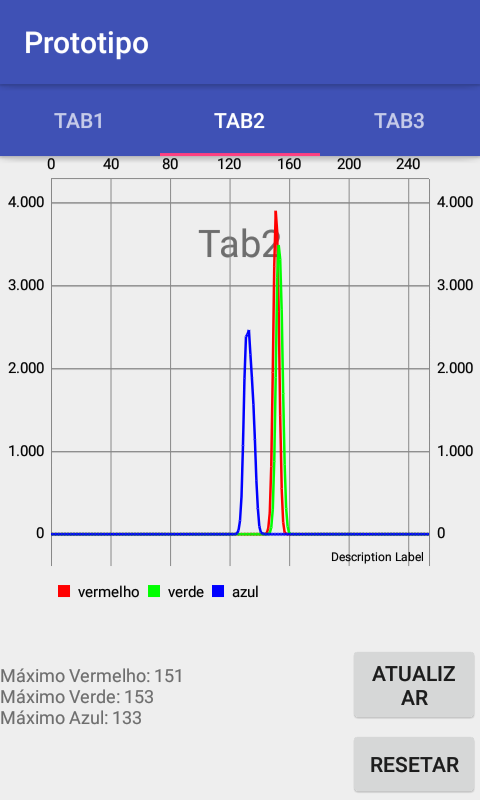 Prototipo
TAB1 TAB2 TAB3
0 40 80 120 160 200 240
4.000 4.000
Tab2
3.000 3.000
2.000 2.000
1.000 1.000
0 0
Description Label
vermelho verde azul
Máximo Vermelho: 151
Máximo Verde: 153
Máximo Azul: 133
ATUALIZ
AR
RESETAR